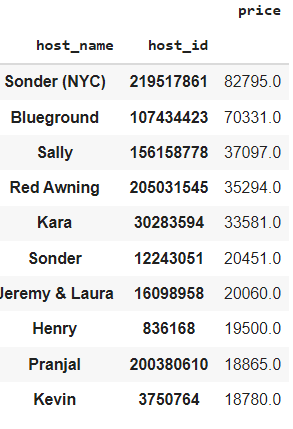 price
host_name host_id
Sonder (NYC) 219517861 82795.0
Blueground 107434423 70331.0
Sally 156158778 37097.0
Red Awning 205031545 35294.0
Kara 30283594 33581.0
Sonder 12243051 20451.0
Jeremy & Laura 16098958 20060.0
Henry 836168 19500.0
Pranjal 200380610 18865.0
Kevin 3750764 18780.0